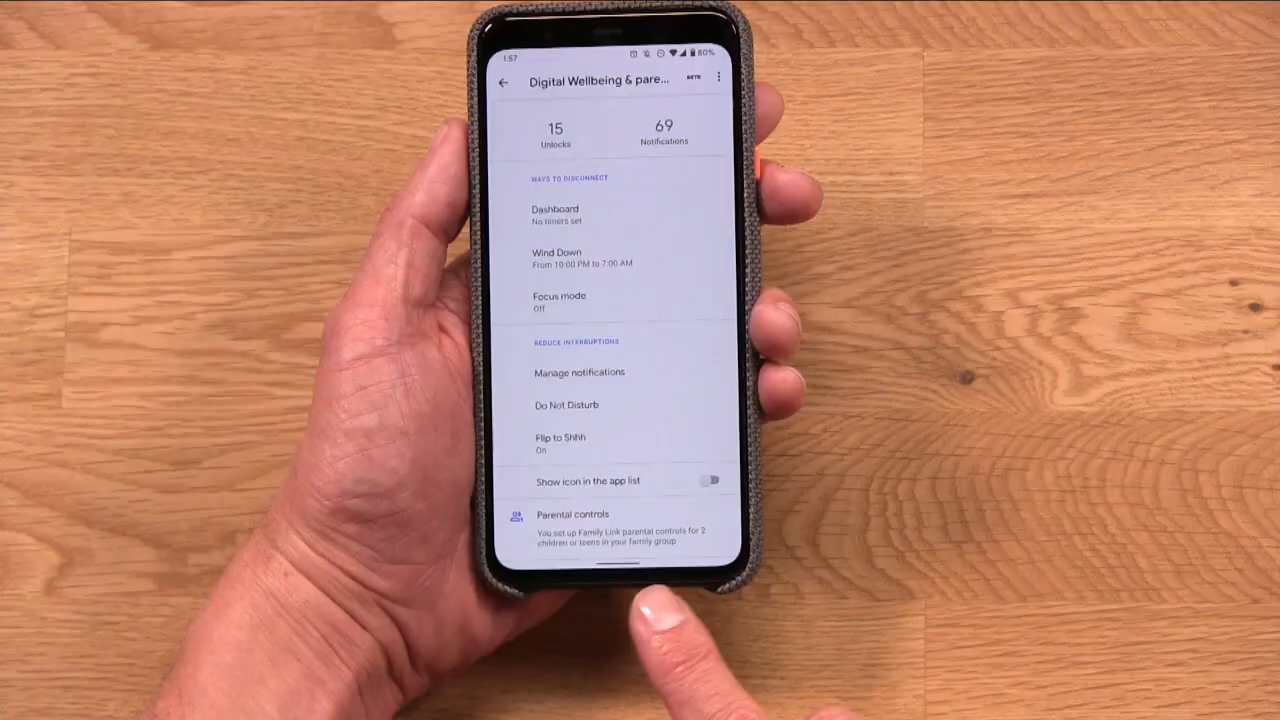 1:57
80%
Digital Wellbeing & pare...
BETA
15
69
Unlocks
Notifications
WAYS TO DISCONNECT
Dashboard
No timers set
Wind Down
From 10:00 PM to 7:00 AM
Focus mode
Off
REDUCE INTERRUPTIONS
Manage notifications
Do Not Disturb
Flip to Shhh
On
Show icon in the app list
Parental controls
You set up Family Link parental controls for 2
children or teens in your family group